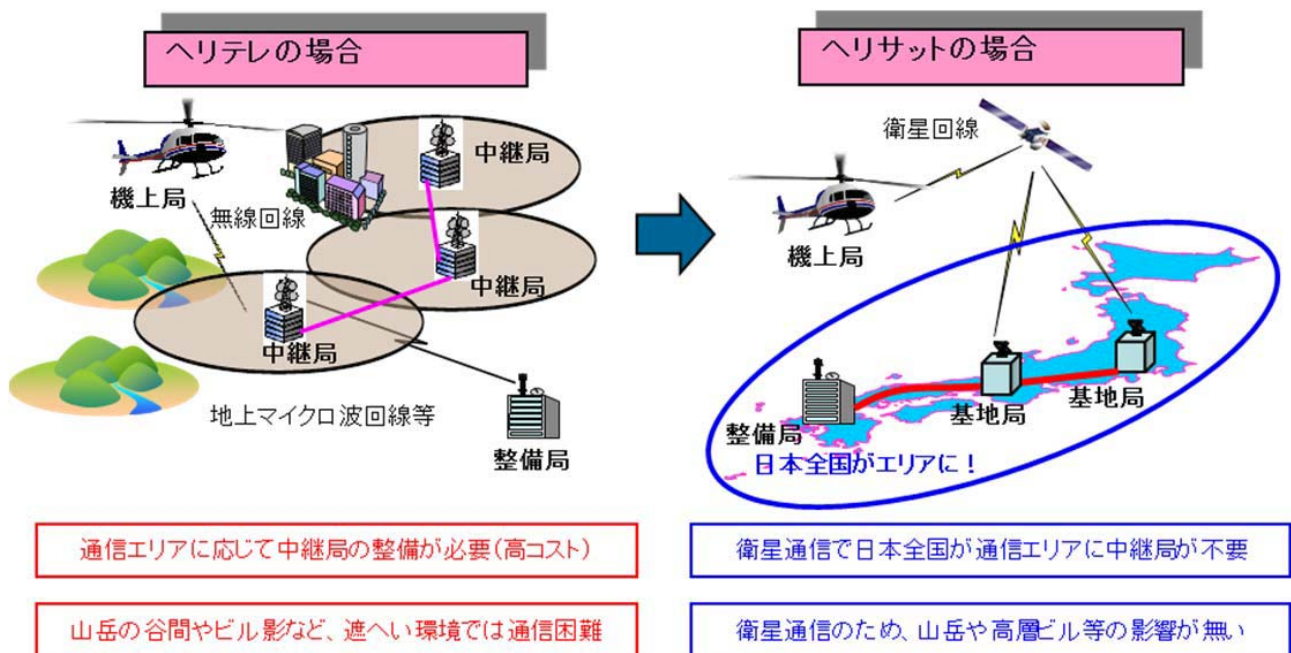 ヘリテレの場合
機上局
無線回線
中継局
中継局
中継局
地上マイクロ波回線等
整備局
通信エリアに応じて中継局の整備が必要(高コスト)
山岳の谷間やビル影など、遮へい環境では通信困難
ヘリサットの場合
衛星回線
機上局
基地局
基地局
整備局
日本全国がエリアに!
衛星通信で日本全国が通信エリアに中継局が不要
衛星通信のため、山岳や高層ビル等の影響が無い